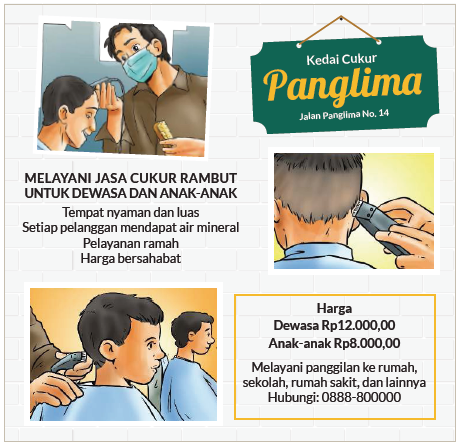 Kedai Cukur
Panglima
Jalan Panglima No. 14
MELAYANI JASA CUKUR RAMBUT
UNTUK DEWASA DAN ANAK-ANAK
Tempat nyaman dan luas
Setiap pelanggan mendapat air mineral
Pelayanan ramah
Harga bersahabat
Harga
Dewasa Rp12.000,00
Anak-anak Rp8.000,00
Melayani panggilan ke rumah,
sekolah, rumah sakit, dan lainnya
Hubungi: 0888-800000